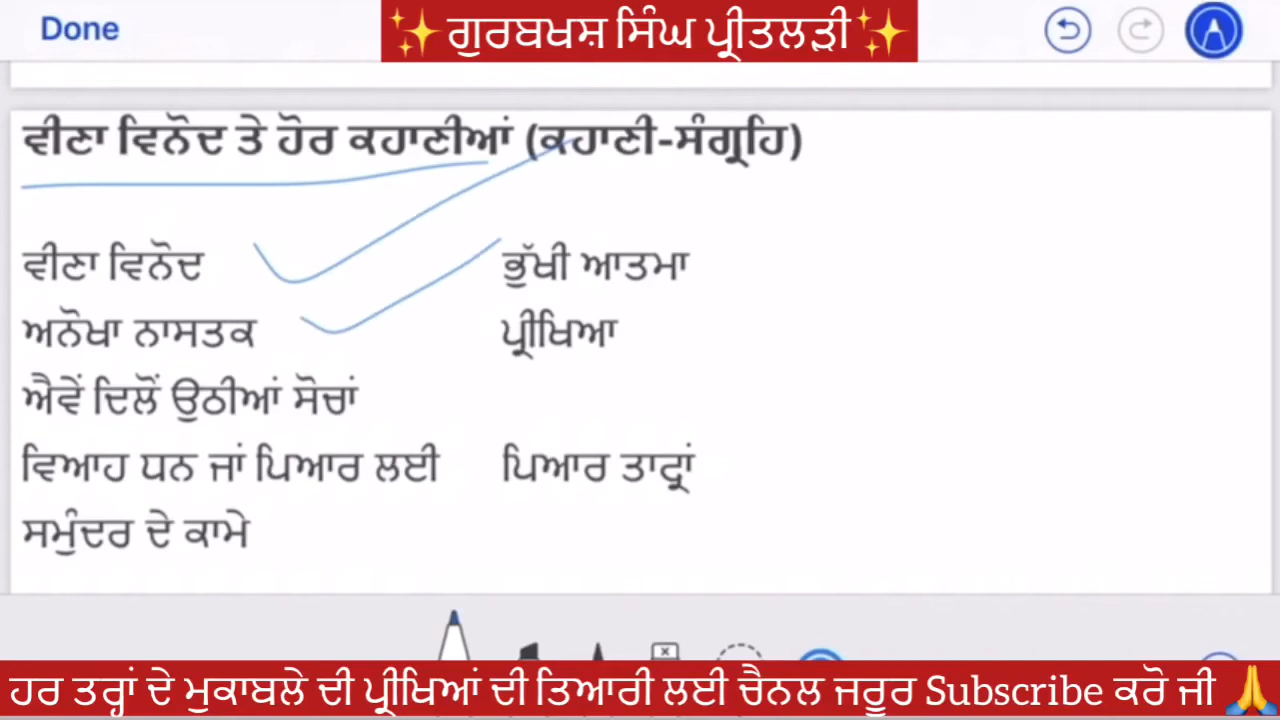 Done
✨ਗੁਰਬਖਸ਼ ਸਿੰਘ ਪ੍ਰੀਤਲੜੀ✨
ਵੀਣਾ ਵਿਨੋਦ ਤੇ ਹੋਰ ਕਹਾਣੀਆਂ (ਕਹਾਣੀ-ਸੰਗ੍ਰਹਿ)
ਵੀਣਾ ਵਿਨੋਦ ਭੁੱਖੀ ਆਤਮਾ
ਅਨੋਖਾ ਨਾਸਤਕ ਪ੍ਰੀਖਿਆ
ਐਵੇਂ ਦਿਲੋਂ ਉਠੀਆਂ ਸੋਚਾਂ
ਵਿਆਹ ਧਨ ਜਾਂ ਪਿਆਰ ਲਈ ਪਿਆਰ ਤਾਣ੍ਹਾਂ
ਸਮੁੰਦਰ ਦੇ ਕਾਮੇ
ਹਰ ਤਰ੍ਹਾਂ ਦੇ ਮੁਕਾਬਲੇ ਦੀ ਪ੍ਰੀਖਿਆਂ ਦੀ ਤਿਆਰੀ ਲਈ ਚੈਨਲ ਜਰੂਰ Subscribe ਕਰੋ ਜੀ 🙏